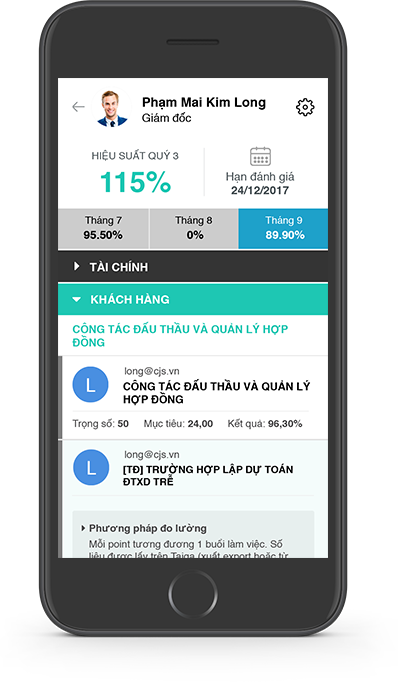 Phạm Mai Kim Long
Giám đốc
HIỆU SUẤT QUÝ 3
115%
Hạn đánh giá
24/12/2017
Tháng 7
95.50%
Tháng 8
0%
Tháng 9
89.90%
TÀI CHÍNH
KHÁCH HÀNG
CÔNG TÁC ĐẤU THẦU VÀ QUẢN LÝ HỢP
ĐỒNG
L
long@cjs.vn
CÔNG TÁC ĐẤU THẦU VÀ QUẢN LÝ
HỢP ĐỒNG
Trọng số: 50 Mục tiêu: 24,00 Kết quả: 96,30%
L
long@cjs.vn
[TĐ] TRƯỜNG HỢP LẬP DỰ TOÁN
ĐTXD TRỄ
Phương pháp đo lường
Mỗi point tương đương 1 buổi làm việc. Số
liệu được lấy trên Taiga (xuất export hoặc từ